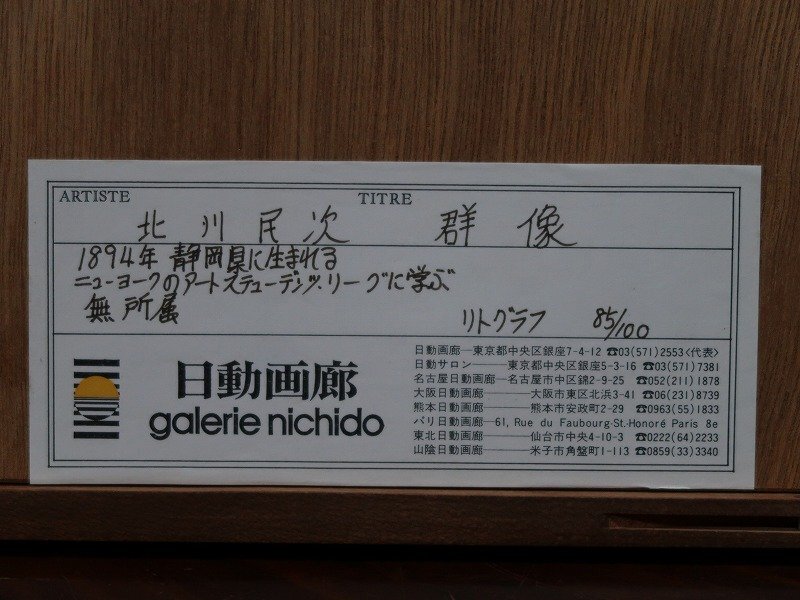 ARTISTE TITRE
北川民次 群像
1894年 静岡県に生まれる
ニューヨークのアートステューデンツ・リーグに学ぶ
無所属
リトグラフ 85/100
日動画廊
galerie nichido
日動画廊―東京都中央区銀座7-4-12 ☎03(571)2553<代表>
日動サロン―――東京都中央区銀座5-3-16 ☎03(571)7381
名古屋日動画廊―名古屋市中区錦2-9-25 ☎052(211)1878
大阪日動画廊―――大阪市東区北浜3-41 ☎06(231)8739
熊本日動画廊―――熊本市安政町2-29 ☎0963(55)1833
パリ日動画廊―61, Rue du Faubourg-St.Honoré Paris 8e
東北日動画廊―――仙台市中央4-10-3 ☎0222(64)2233
山陰日動画廊―――米子市角盤町1-113 ☎0859(33)3340